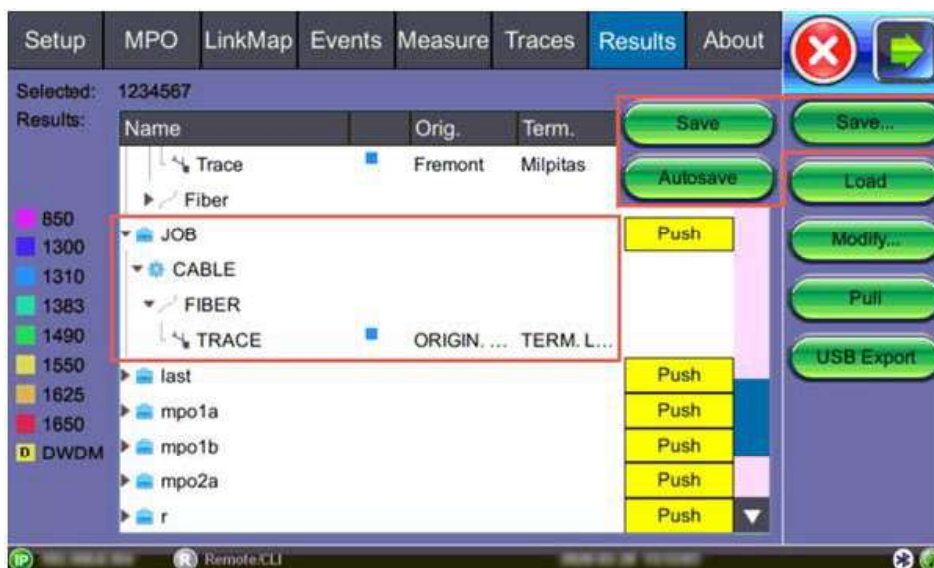 Setup MPO LinkMap Events Measure Traces Results About
Selected: 1234567
Results:
Name Orig. Term.
Save
Save...
Trace Fremont Milpitas
Autosave
Load
Fiber
850
JOB Push
Modify...
1300
CABLE
1310
FIBER
Pull
1383
TRACE ORIGIN. ... TERM. L...
1490
USB Export
1550
last Push
1625
mpo1a Push
1650
mpo1b Push
D DWDM
mpo2a Push
r Push
IP
R Remote/CLI